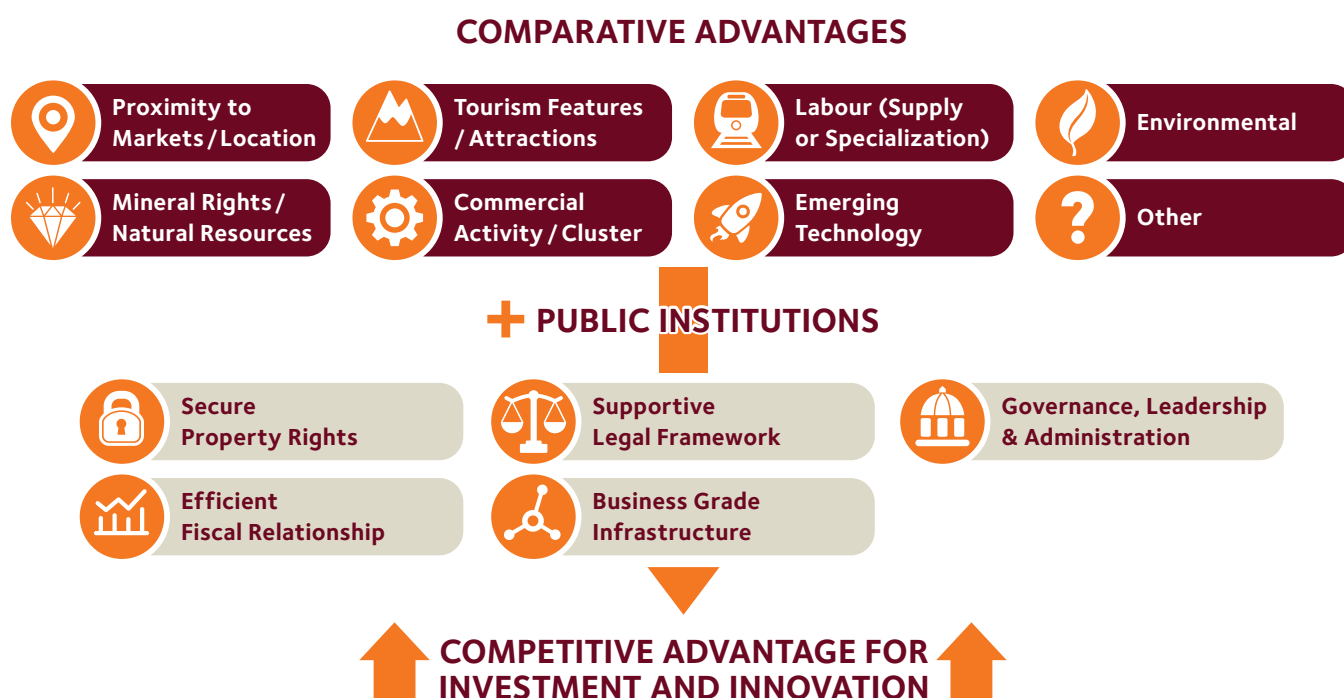 COMPARATIVE ADVANTAGES
Proximity to
Markets / Location
Tourism Features
/ Attractions
Labour (Supply
or Specialization)
Environmental
Mineral Rights /
Natural Resources
Commercial
Activity / Cluster
Emerging
Technology
?
Other
+ PUBLIC INSTITUTIONS
Secure
Property Rights
Supportive
Legal Framework
Governance, Leadership
& Administration
Efficient
Fiscal Relationship
Business Grade
Infrastructure
COMPETITIVE ADVANTAGE FOR
INVESTMENT AND INNOVATION